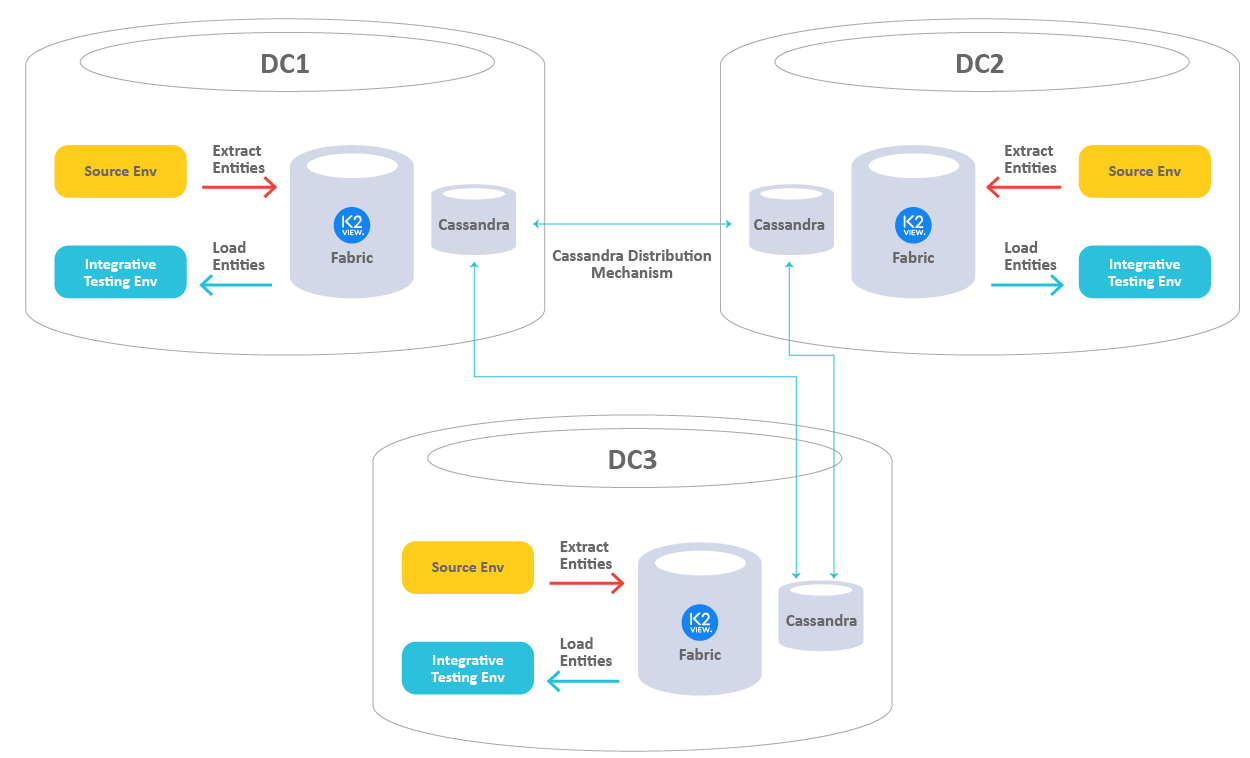 DC1
Source Env
Extract
Entities
Integrative
Testing Env
Load
Entities
K2
VIEW.
Fabric
Cassandra
Cassandra Distribution
Mechanism
DC2
Cassandra
K2
VIEW.
Fabric
Extract
Entities
Source Env
Load
Entities
Integrative
Testing Env
DC3
Source Env
Extract
Entities
Integrative
Testing Env
Load
Entities
K2
VIEW.
Fabric
Cassandra